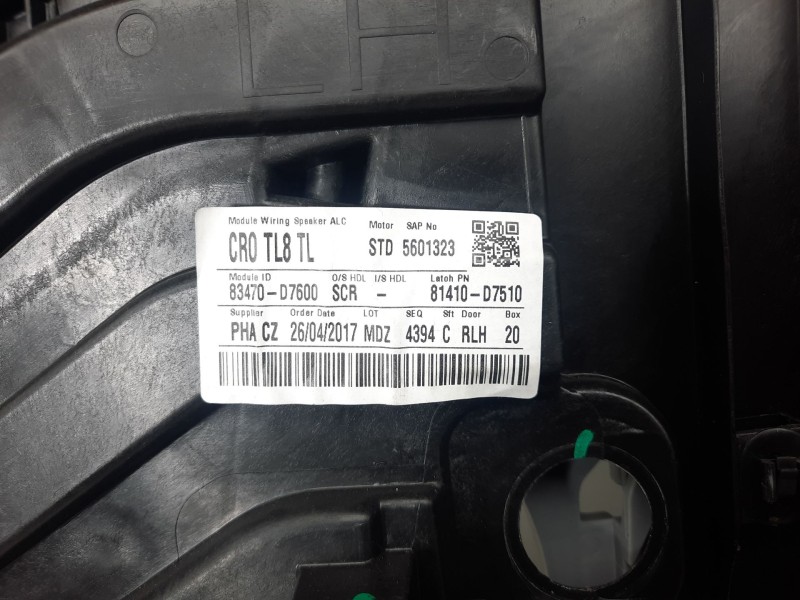 Module Wiring Speaker ALC Motor SAP No
CRO TL8 TL STD 5601323
Module ID O/S HDL I/S HDL Latch PN
83470-D7600 SCR - 81410-D7510
Supplier Order Date LOT SEQ Sft Door Box
PHA CZ 26/04/2017 MDZ 4394 C RLH 20